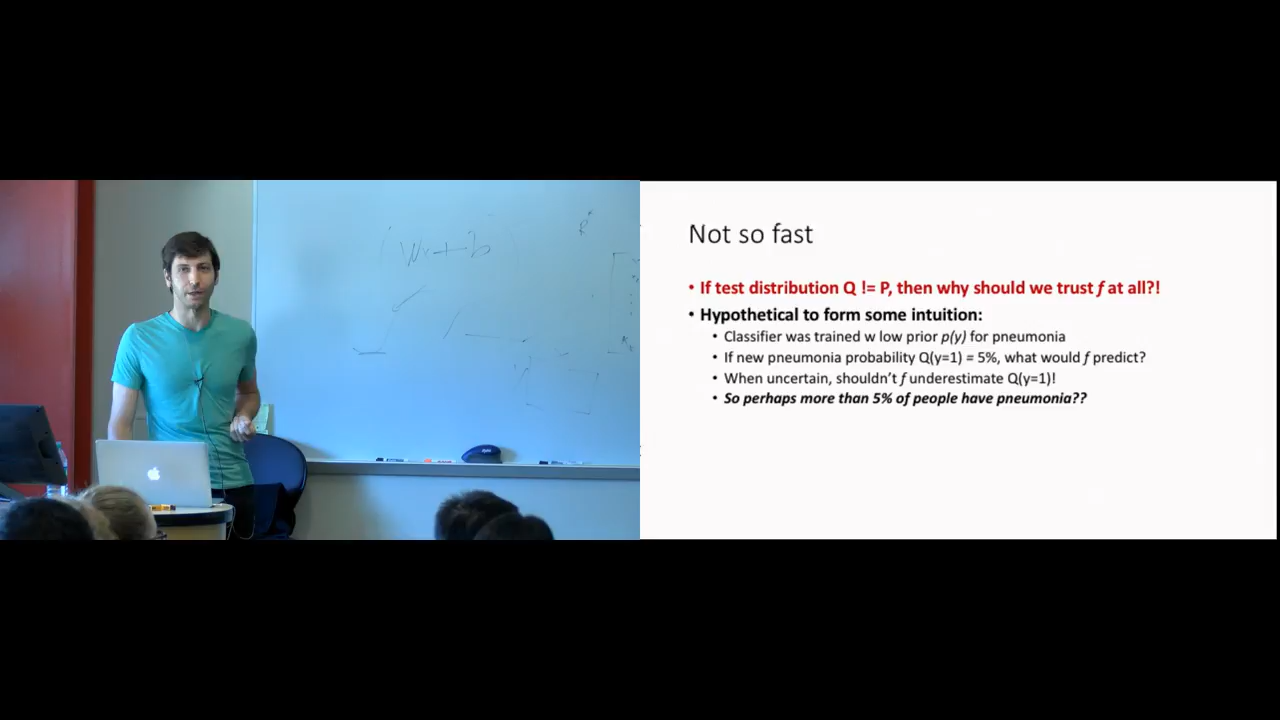 Wx+b
Not so fast
• If test distribution Q != P, then why should we trust f at all?!
• Hypothetical to form some intuition:
• Classifier was trained w low prior p(y) for pneumonia
• If new pneumonia probability Q(y=1) = 5%, what would f predict?
• When uncertain, shouldn't f underestimate Q(y=1)!
• So perhaps more than 5% of people have pneumonia??